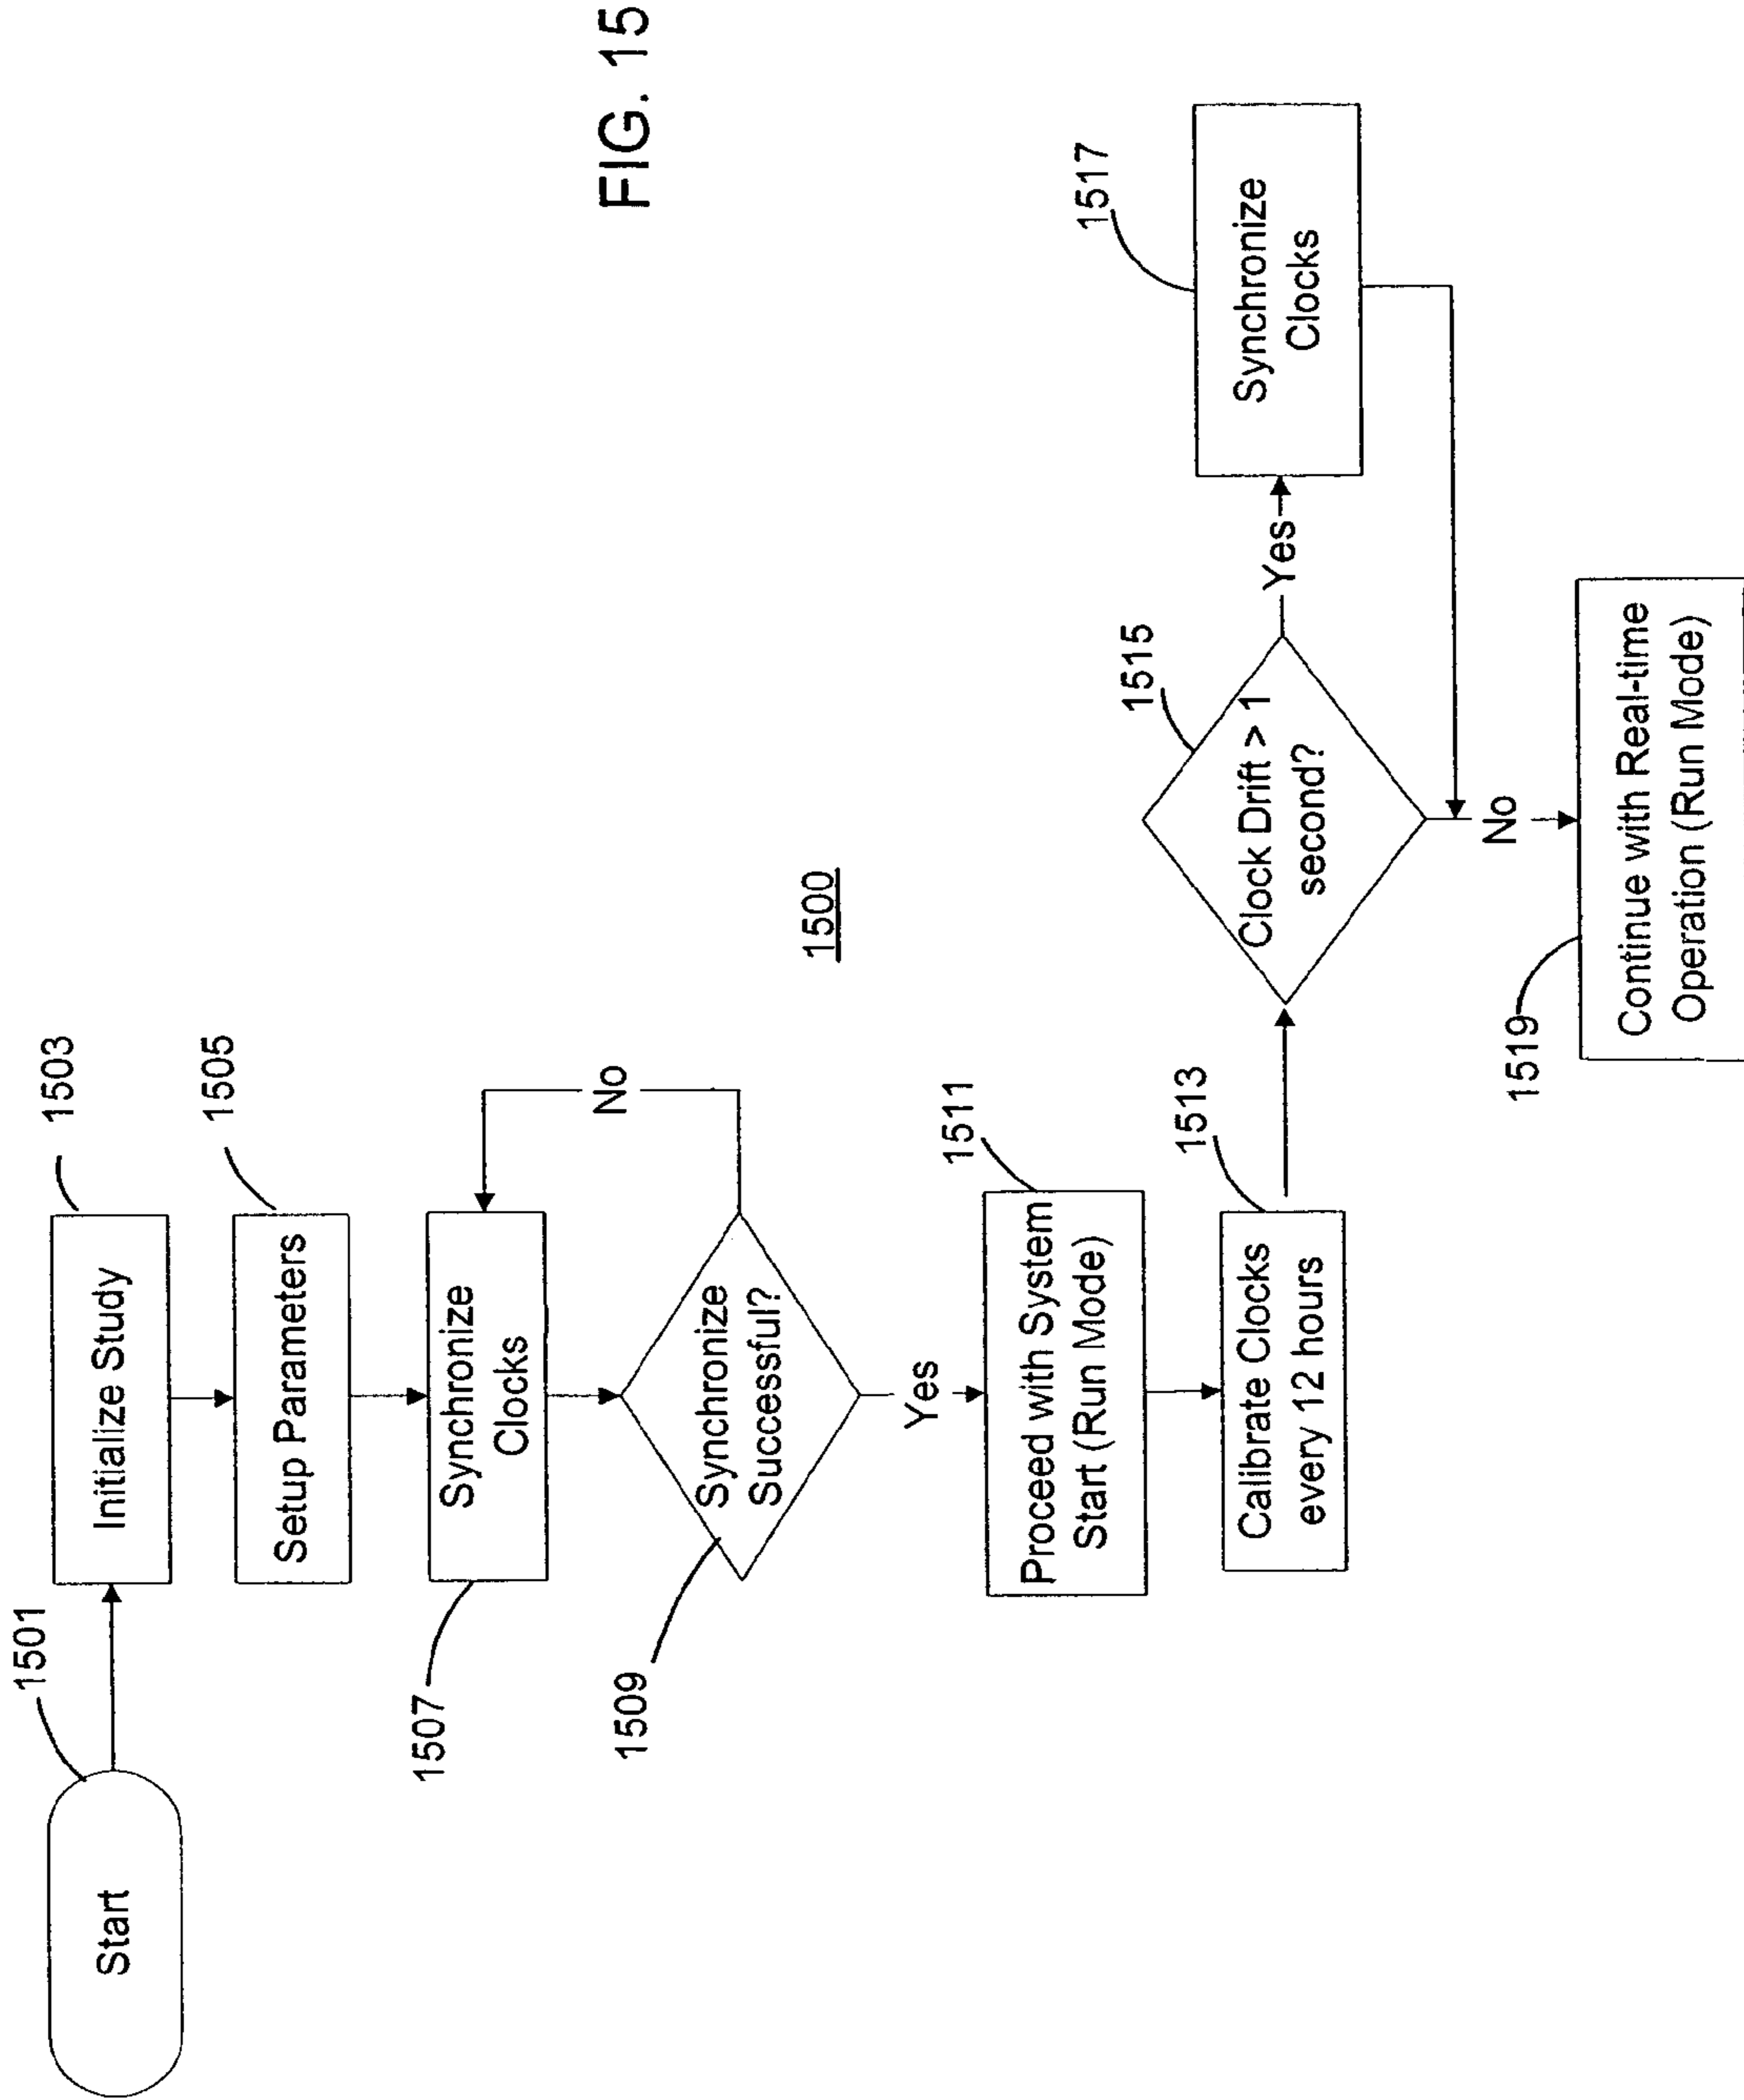 FIG. 15
1500
1501
Start
1503
Initialize Study
1505
Setup Parameters
1507
Synchronize
Clocks
1509
Synchronize
Successful?
No
Yes
1511
Proceed with System
Start (Run Mode)
1513
Calibrate Clocks
every 12 hours
1515
Clock Drift > 1
second?
Yes
1517
Synchronize
Clocks
No
1519
Continue with Real-time
Operation (Run Mode)